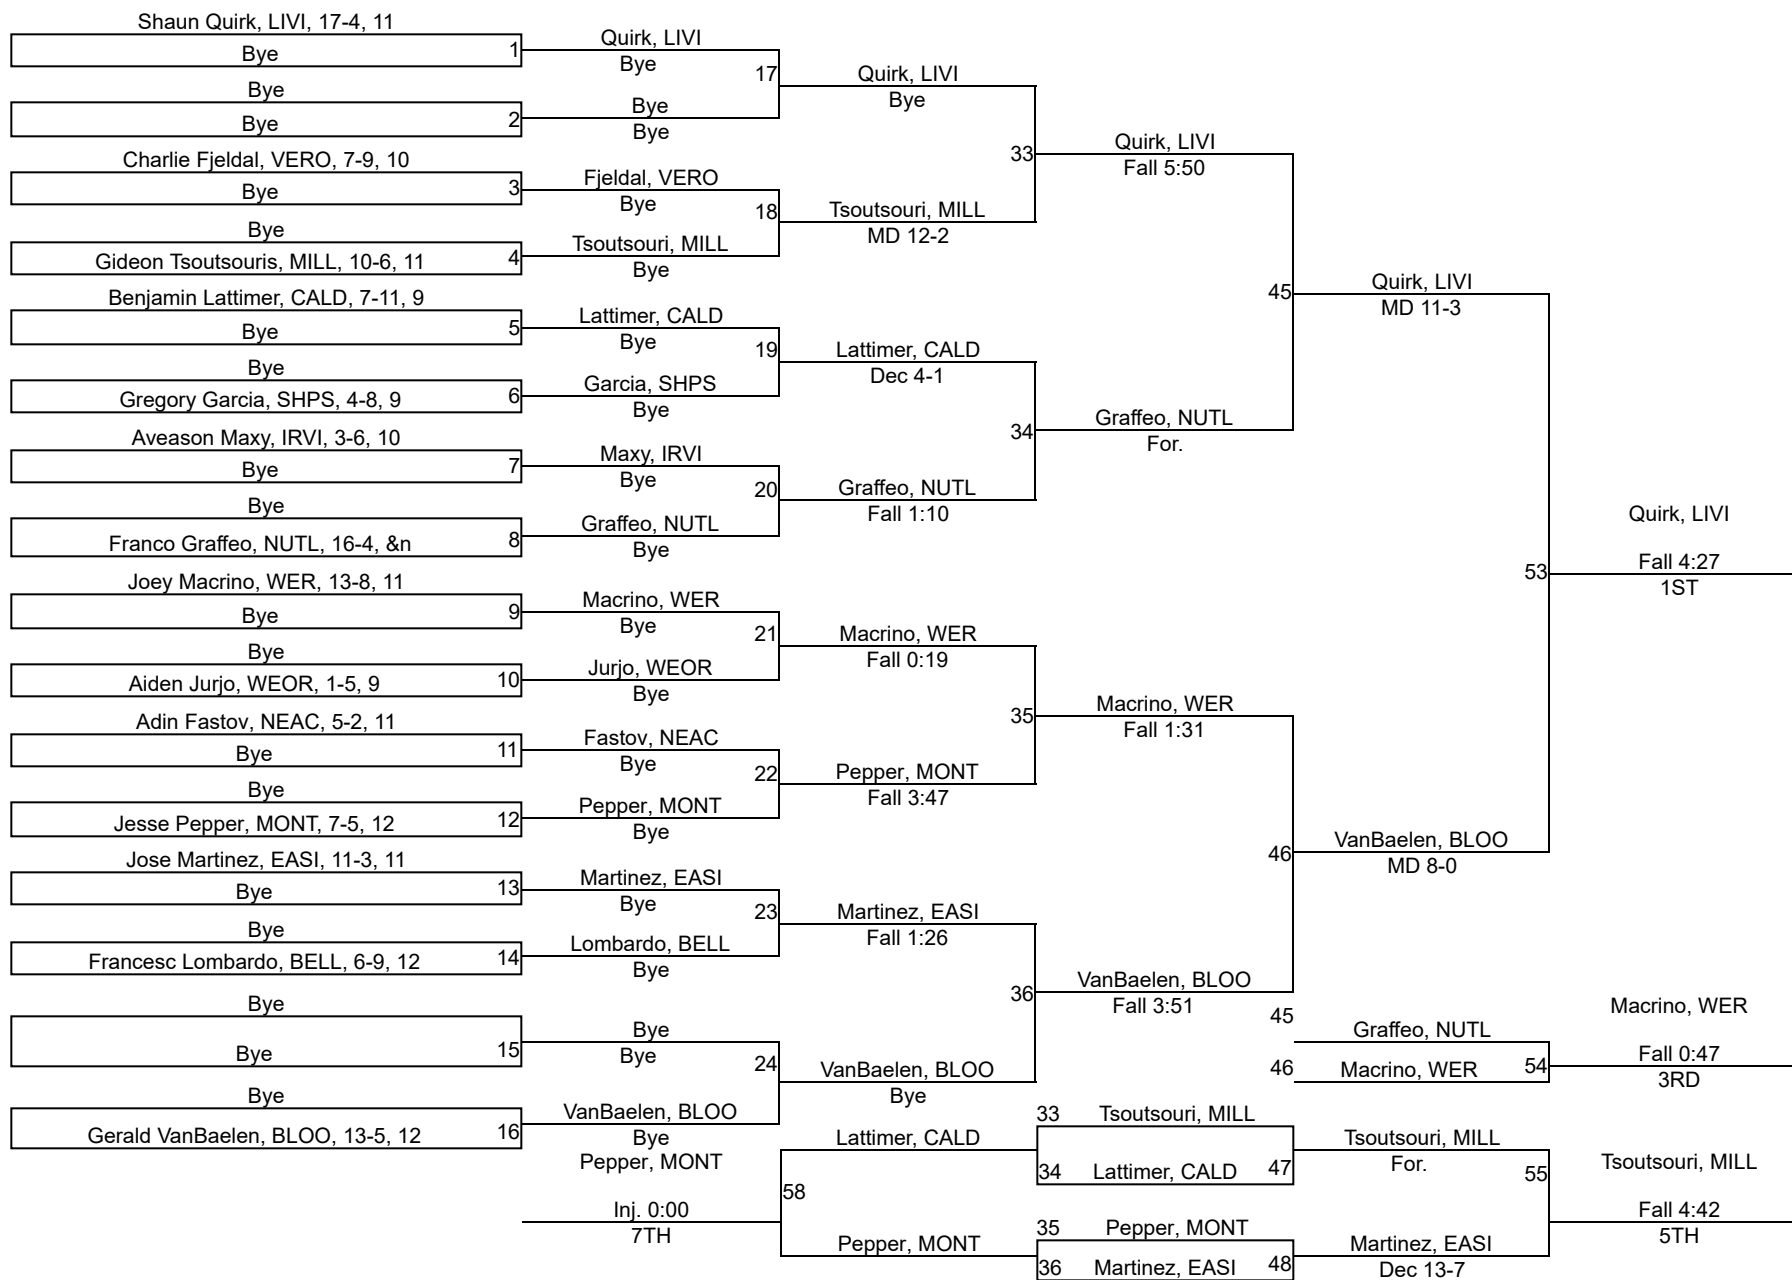 Shaun Quirk, LIVI, 17-4, 11
Bye
1
Bye
Bye
2
Charlie Fjeldal, VERO, 7-9, 10
Bye
3
Bye
Gideon Tsoutsouris, MILL, 10-6, 11
4
Benjamin Lattimer, CALD, 7-11, 9
Bye
5
Bye
Gregory Garcia, SHPS, 4-8, 9
6
Aveason Maxy, IRVI, 3-6, 10
Bye
7
Bye
Franco Graffeo, NUTL, 16-4, &n
8
Joey Macrino, WER, 13-8, 11
Bye
9
Bye
Aiden Jurjo, WEOR, 1-5, 9
10
Adin Fastov, NEAC, 5-2, 11
Bye
11
Bye
Jesse Pepper, MONT, 7-5, 12
12
Jose Martinez, EASI, 11-3, 11
Bye
13
Bye
Francesc Lombardo, BELL, 6-9, 12
14
Bye
Bye
15
Bye
Gerald VanBaelen, BLOO, 13-5, 12
16
Quirk, LIVI
Bye
17
Bye
Bye
Fjeldal, VERO
Bye
18
Tsoutsouri, MILL
Bye
Lattimer, CALD
Bye
19
Garcia, SHPS
Bye
Maxy, IRVI
Bye
20
Graffeo, NUTL
Bye
Macrino, WER
Bye
21
Jurjo, WEOR
Bye
Fastov, NEAC
Bye
22
Pepper, MONT
Bye
Martinez, EASI
Bye
23
Lombardo, BELL
Bye
Bye
Bye
24
VanBaelen, BLOO
Bye
Quirk, LIVI
Bye
33
Tsoutsouri, MILL
MD 12-2
Lattimer, CALD
Dec 4-1
34
Graffeo, NUTL
Fall 1:10
Macrino, WER
Fall 0:19
35
Pepper, MONT
Fall 3:47
Martinez, EASI
Fall 1:26
36
VanBaelen, BLOO
Bye
Quirk, LIVI
Fall 5:50
45
Graffeo, NUTL
For.
Macrino, WER
Fall 1:31
46
VanBaelen, BLOO
Fall 3:51
Quirk, LIVI
MD 11-3
53
VanBaelen, BLOO
MD 8-0
Quirk, LIVI
Fall 4:27
1ST
45
Graffeo, NUTL
46
Macrino, WER
54
Macrino, WER
Fall 0:47
3RD
33
Tsoutsouri, MILL
34
Lattimer, CALD
47
35
Pepper, MONT
36
Martinez, EASI
48
Tsoutsouri, MILL
For.
55
Martinez, EASI
Dec 13-7
Tsoutsouri, MILL
Fall 4:42
5TH
Lattimer, CALD
58
Pepper, MONT
Pepper, MONT
Inj. 0:00
7TH